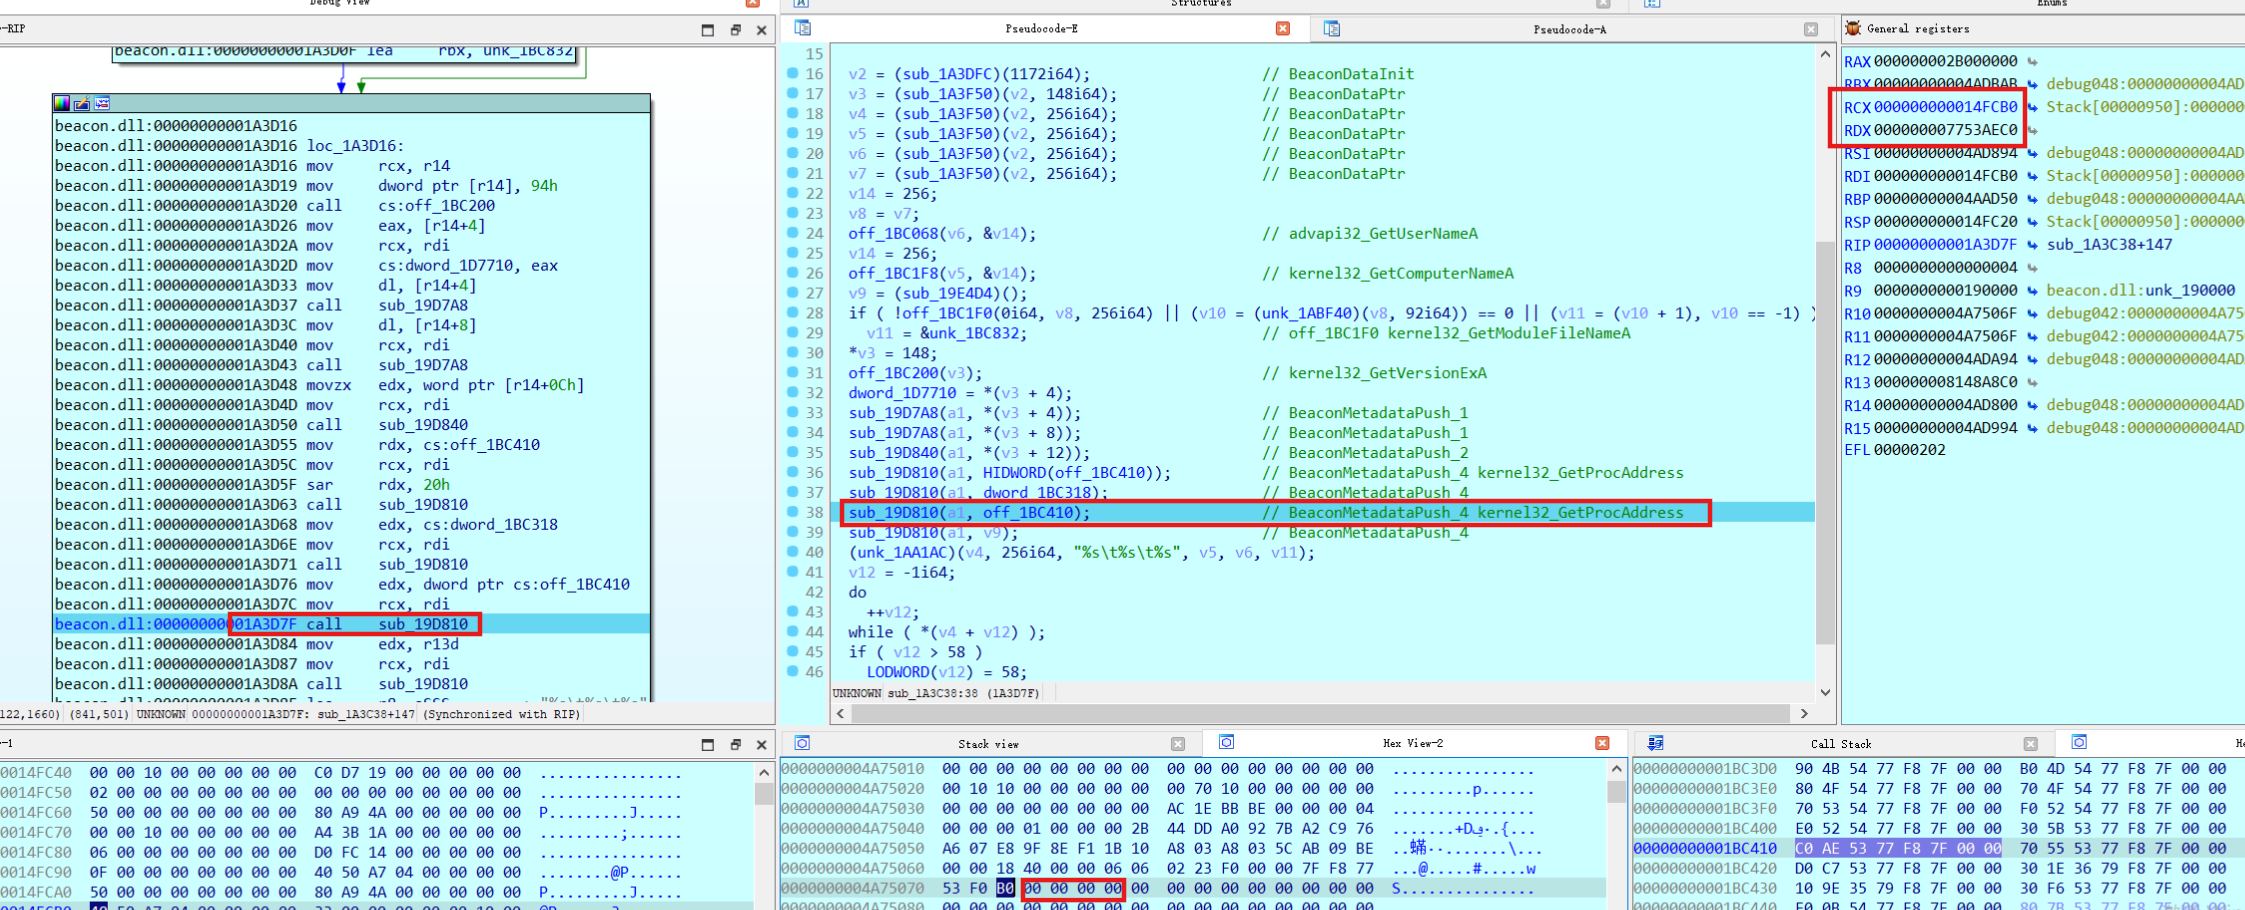 Debug View
Structures
Enums
-RIP
Pseudocode-E
Pseudocode-A
General registers
beacon.dll:00000000001A3D0F lea rbx, unk_1BC832
beacon.dll:00000000001A3D16
beacon.dll:00000000001A3D16 loc_1A3D16:
beacon.dll:00000000001A3D16 mov rcx, r14
beacon.dll:00000000001A3D19 mov dword ptr [r14], 94h
beacon.dll:00000000001A3D20 call cs:off_1BC200
beacon.dll:00000000001A3D26 mov eax, [r14+4]
beacon.dll:00000000001A3D2A mov rcx, rdi
beacon.dll:00000000001A3D2D mov cs:dword_1D7710, eax
beacon.dll:00000000001A3D33 mov dl, [r14+4]
beacon.dll:00000000001A3D37 call sub_19D7A8
beacon.dll:00000000001A3D3C mov dl, [r14+8]
beacon.dll:00000000001A3D40 mov rcx, rdi
beacon.dll:00000000001A3D43 call sub_19D7A8
beacon.dll:00000000001A3D48 movzx edx, word ptr [r14+0Ch]
beacon.dll:00000000001A3D4D mov rcx, rdi
beacon.dll:00000000001A3D50 call sub_19D840
beacon.dll:00000000001A3D55 mov rdx, cs:off_1BC410
beacon.dll:00000000001A3D5C mov rcx, rdi
beacon.dll:00000000001A3D5F sar rdx, 20h
beacon.dll:00000000001A3D63 call sub_19D810
beacon.dll:00000000001A3D68 mov edx, cs:dword_1BC318
beacon.dll:00000000001A3D6E mov rcx, rdi
beacon.dll:00000000001A3D71 call sub_19D810
beacon.dll:00000000001A3D76 mov edx, dword ptr cs:off_1BC410
beacon.dll:00000000001A3D7C mov rcx, rdi
beacon.dll:00000000001A3D7F call sub_19D810
beacon.dll:00000000001A3D84 mov edx, r13d
beacon.dll:00000000001A3D87 mov rcx, rdi
beacon.dll:00000000001A3D8A call sub_19D810
122,1660) (841,501) UNKNOWN 00000000001A3D7F: sub_1A3C38+147 (Synchronized with RIP)
15
16 v2 = (sub_1A3DFC)(1172i64); // BeaconDataInit
17 v3 = (sub_1A3F50)(v2, 148i64); // BeaconDataPtr
18 v4 = (sub_1A3F50)(v2, 256i64); // BeaconDataPtr
19 v5 = (sub_1A3F50)(v2, 256i64); // BeaconDataPtr
20 v6 = (sub_1A3F50)(v2, 256i64); // BeaconDataPtr
21 v7 = (sub_1A3F50)(v2, 256i64); // BeaconDataPtr
22 v14 = 256;
23 v8 = v7;
24 off_1BC068(v6, &v14); // advapi32_GetUserNameA
25 v14 = 256;
26 off_1BC1F8(v5, &v14); // kernel32_GetComputerNameA
27 v9 = (sub_19E4D4)();
28 if ( !off_1BC1F0(0i64, v8, 256i64) || (v10 = (unk_1ABF40)(v8, 92i64)) == 0 || (v11 = (v10 + 1), v10 == -1) )
29 v11 = &unk_1BC832; // off_1BC1F0 kernel32_GetModuleFileNameA
30 *v3 = 148;
31 off_1BC200(v3); // kernel32_GetVersionExA
32 dword_1D7710 = *(v3 + 4);
33 sub_19D7A8(a1, *(v3 + 4)); // BeaconMetadataPush_1
34 sub_19D7A8(a1, *(v3 + 8)); // BeaconMetadataPush_1
35 sub_19D840(a1, *(v3 + 12)); // BeaconMetadataPush_2
36 sub_19D810(a1, HIDWORD(off_1BC410)); // BeaconMetadataPush_4 kernel32_GetProcAddress
37 sub_19D810(a1, dword_1BC318); // BeaconMetadataPush_4
38 sub_19D810(a1, off_1BC410); // BeaconMetadataPush_4 kernel32_GetProcAddress
39 sub_19D810(a1, v9); // BeaconMetadataPush_4
40 (unk_1AA1AC)(v4, 256i64, "%s\t%s\t%s", v5, v6, v11);
41 v12 = -1i64;
42 do
43 ++v12;
44 while ( *(v4 + v12) );
45 if ( v12 > 58 )
46 LODWORD(v12) = 58;
UNKNOWN sub_1A3C38:38 (1A3D7F)
RAX 000000002B000000
RBX 00000000004ADBAB debug048:00000000004AD
RCX 000000000014FCB0 Stack[00000950]:000000
RDX 000000007753AEC0
RSI 00000000004AD894 debug048:00000000004AD
RDI 000000000014FCB0 Stack[00000950]:000000
RBP 00000000004AAD50 debug048:00000000004AA
RSP 000000000014FC20 Stack[00000950]:000000
RIP 00000000001A3D7F sub_1A3C38+147
R8 0000000000000004
R9 0000000000190000 beacon.dll:unk_190000
R10 0000000004A7506F debug042:0000000004A75
R11 0000000004A7506F debug042:0000000004A75
R12 00000000004ADA94 debug048:00000000004AD
R13 000000008148A8C0
R14 00000000004AD800 debug048:00000000004AD
R15 00000000004AD994 debug048:00000000004AD
EFL 00000202
-1
0014FC40 00 00 10 00 00 00 00 00 C0 D7 19 00 00 00 00 00 ................
0014FC50 02 00 00 00 00 00 00 00 00 00 00 00 00 00 00 00 ................
0014FC60 50 00 00 00 00 00 00 00 80 A9 4A 00 00 00 00 00 P.........J.....
0014FC70 00 00 10 00 00 00 00 00 A4 3B 1A 00 00 00 00 00 .........;......
0014FC80 06 00 00 00 00 00 00 00 D0 FC 14 00 00 00 00 00 ................
0014FC90 0F 00 00 00 00 00 00 00 40 50 A7 04 00 00 00 00 ........@P......
0014FCA0 50 00 00 00 00 00 00 00 80 A9 4A 00 00 00 00 00 P.........J.....
Stack view
Hex View-2
0000000004A75010 00 00 00 00 00 00 00 00 00 00 00 00 00 00 00 00 ................
0000000004A75020 00 10 10 00 00 00 00 00 00 70 10 00 00 00 00 00 .........p......
0000000004A75030 00 00 00 00 00 00 00 00 AC 1E BB BE 00 00 00 04
0000000004A75040 00 00 00 01 00 00 00 2B 44 DD A0 92 7B A2 C9 76
0000000004A75050 A6 07 E8 9F 8E F1 1B 10 A8 03 A8 03 5C AB 09 BE
0000000004A75060 00 00 18 40 00 00 06 06 02 23 F0 00 00 7F F8 77 ...@.....#.....w
0000000004A75070 53 F0 B0 00 00 00 00 00 00 00 00 00 00 00 00 00 S...............
Call Stack
00000000001BC3D0 90 4B 54 77 F8 7F 00 00 B0 4D 54 77 F8 7F 00 00
00000000001BC3E0 80 4F 54 77 F8 7F 00 00 70 4F 54 77 F8 7F 00 00
00000000001BC3F0 70 53 54 77 F8 7F 00 00 F0 52 54 77 F8 7F 00 00
00000000001BC400 E0 52 54 77 F8 7F 00 00 30 5B 53 77 F8 7F 00 00
00000000001BC410 C0 AE 53 77 F8 7F 00 00 70 55 53 77 F8 7F 00 00
00000000001BC420 D0 C7 53 77 F8 7F 00 00 30 1E 36 79 F8 7F 00 00
00000000001BC430 10 9E 35 79 F8 7F 00 00 30 F6 53 77 F8 7F 00 00